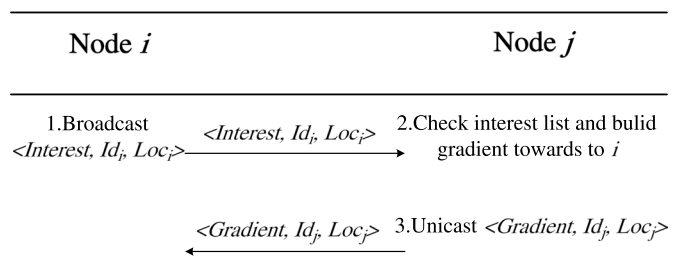 Node i
Node j
1.Broadcast
<Interest, Idi, Loci>
<Interest, Idi, Loci>
2.Check interest list and bulid
gradient towards to i
<Gradient, Idj, Locj>
3.Unicast <Gradient, Idj, Locj>